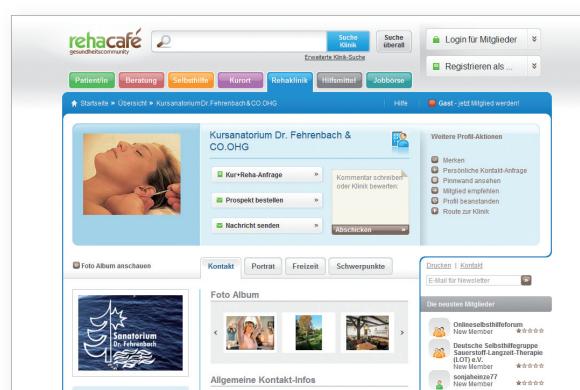 rehacafé
gesundheitscommunity
Suche
Klinik
Suche
überall
Erweiterte Klinik-Suche
Login für Mitglieder
Registrieren als ...
Patient/in
Beratung
Selbsthilfe
Kurort
Rehaklinik
Hilfsmittel
Jobbörse
Startseite » Übersicht » Kursanatorium Dr. Fehrenbach & CO.OHG
Hilfe
Gast - jetzt Mitglied werden!
Kursanatorium Dr. Fehrenbach &
CO.OHG
Kur+Reha-Anfrage »
Prospekt bestellen »
Nachricht senden »
Kommentar schreiben
oder Klinik bewerten:
Abschicken »
Weitere Profil-Aktionen
Merken
Persönliche Kontakt-Anfrage
Pinnwand ansehen
Mitglied empfehlen
Profil beanstanden
Route zur Klinik
Foto Album anschauen
Kontakt
Porträt
Freizeit
Schwerpunkte
Drucken | Kontakt
E-Mail für Newsletter
Sanatorium
Dr. Fehrenbach
Foto Album
Allgemeine Kontakt-Infos
Die neusten Mitglieder
Onlineselbsthilfeforum
New Member
Deutsche Selbsthilfegruppe
Sauerstoff-Langzeit-Therapie
(LOT) e.V.
New Member
sonjaheinze77
New Member